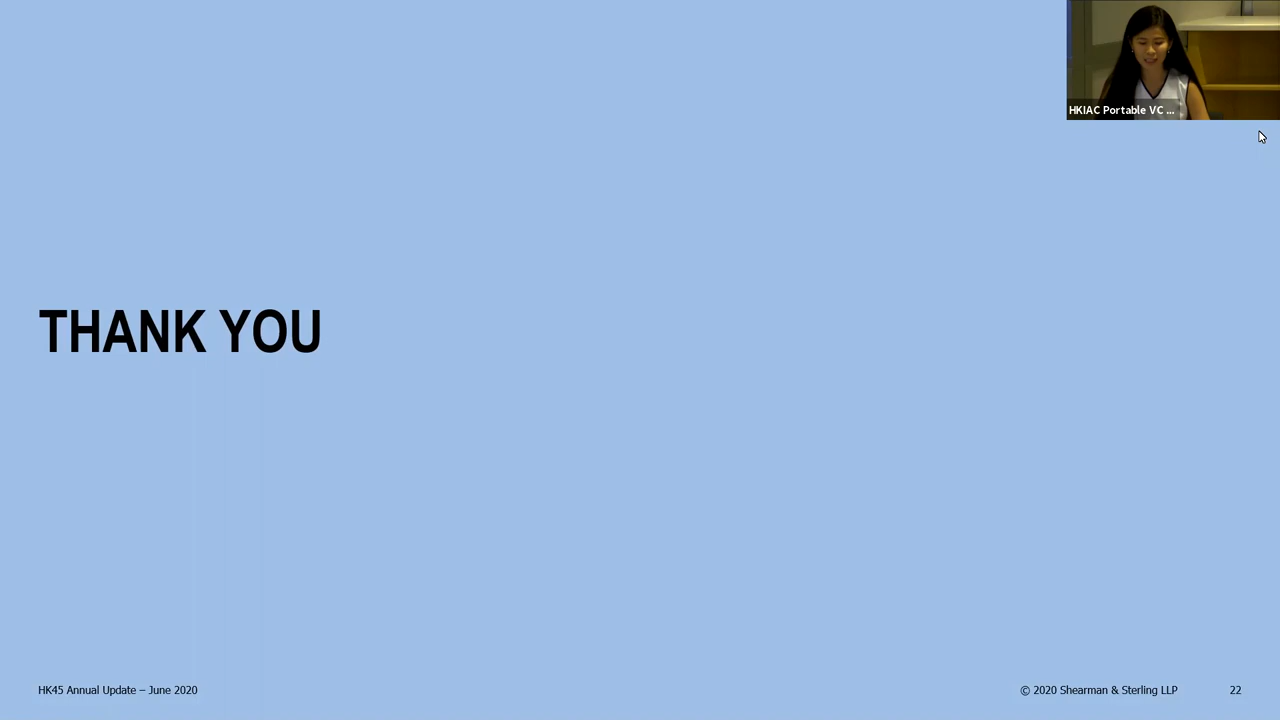 HKIAC Portable VC ...
THANK YOU
HK45 Annual Update – June 2020
© 2020 Shearman & Sterling LLP
22